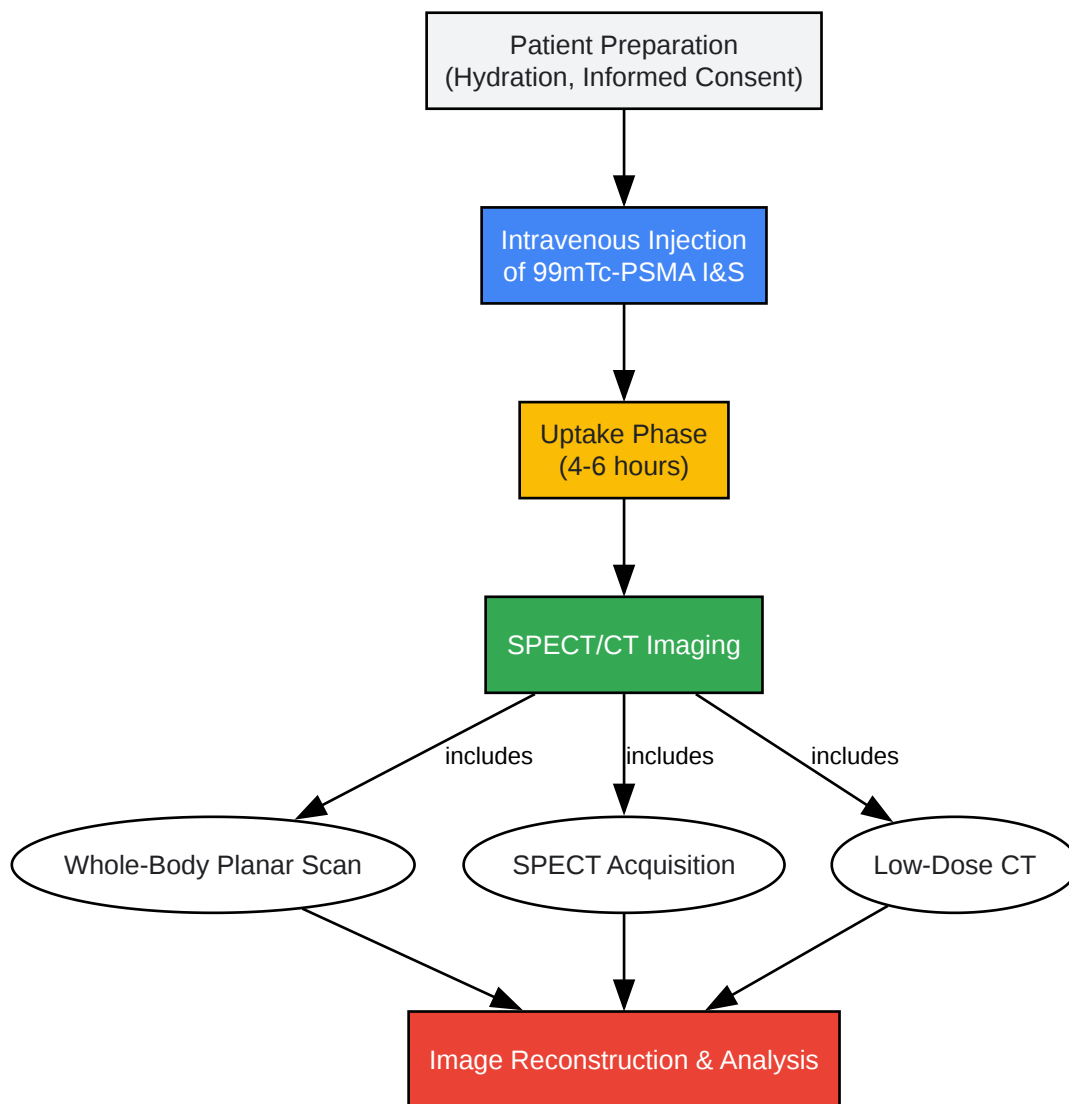 Patient Preparation
(Hydration, Informed Consent)
Intravenous Injection
of 99mTc-PSMA I&S
Uptake Phase
(4-6 hours)
SPECT/CT Imaging
includes
includes
includes
Whole-Body Planar Scan
SPECT Acquisition
Low-Dose CT
Image Reconstruction & Analysis